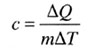 c = ΔQ / mΔT